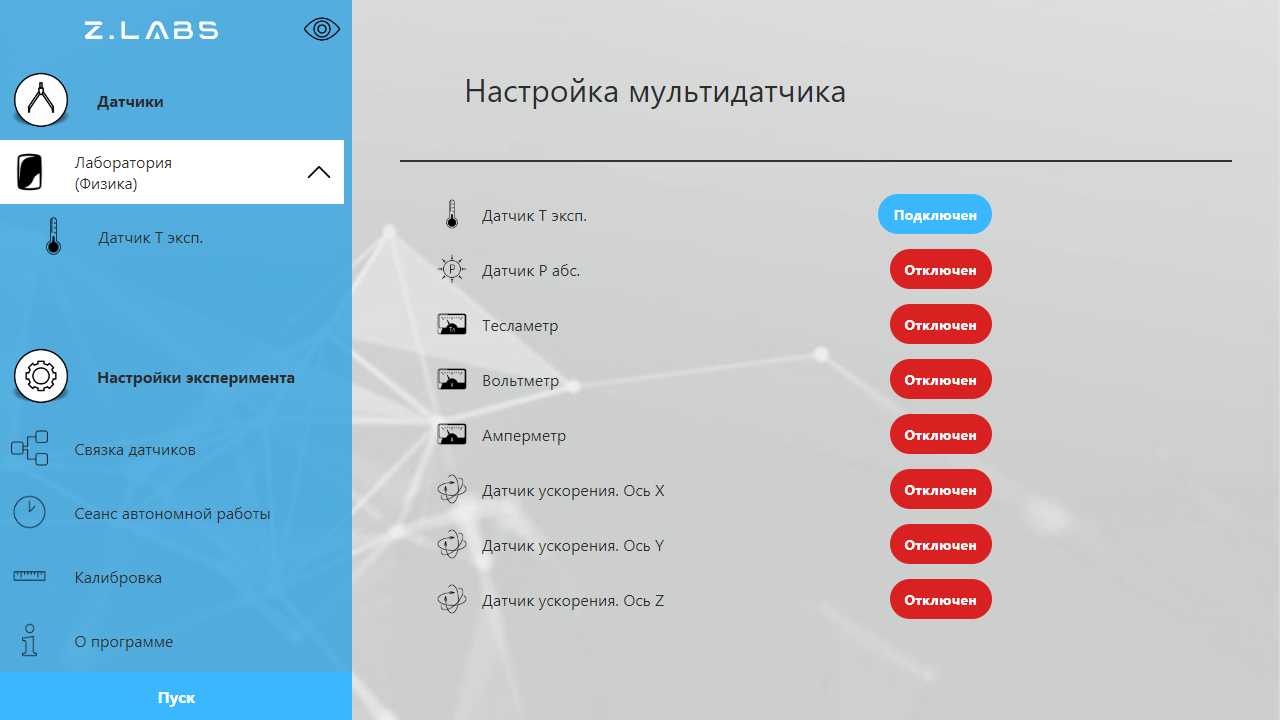 Z.LABS
Датчики
Лаборатория
(Физика)
Датчик Т эксп.
Настройки эксперимента
Связка датчиков
Сеанс автономной работы
Калибровка
О программе
Пуск
Настройка мультидатчика
Датчик Т эксп.
Подключен
P
Датчик P абс.
Отключен
Тесламетр
Отключен
Вольтметр
Отключен
Амперметр
Отключен
Датчик ускорения. Ось X
Отключен
Датчик ускорения. Ось Y
Отключен
Датчик ускорения. Ось Z
Отключен